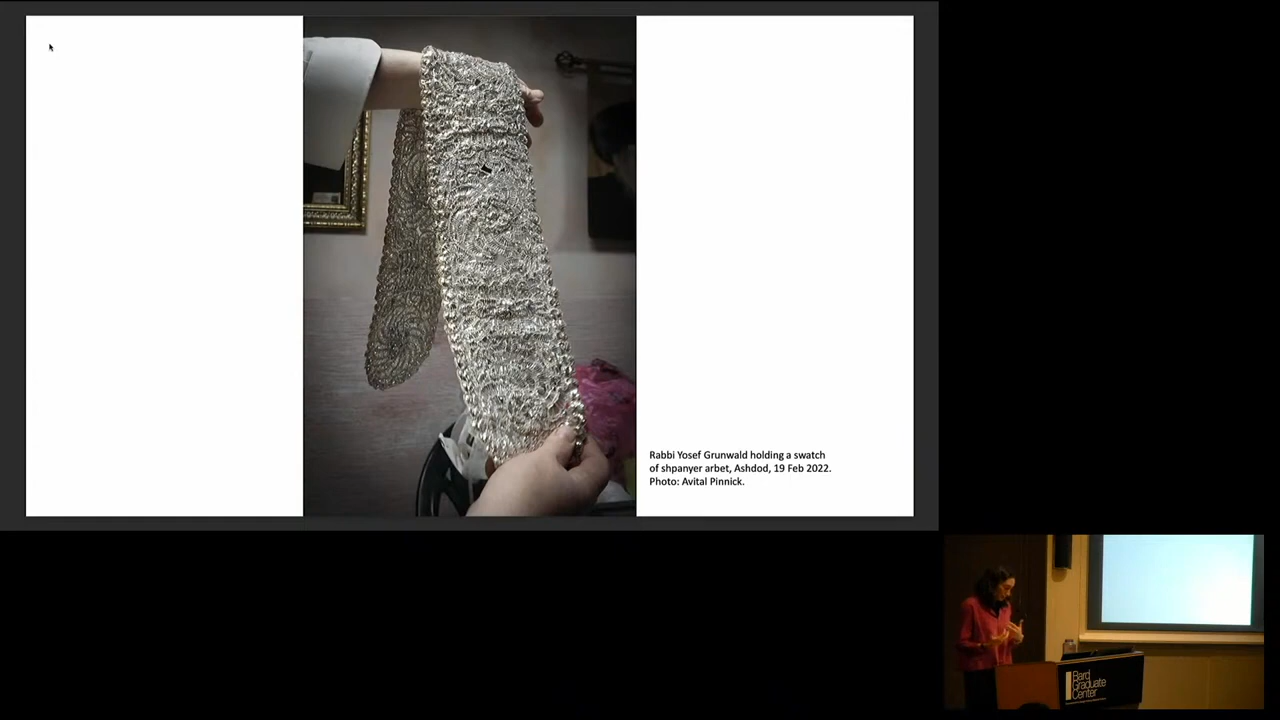 Rabbi Yosef Grunwald holding a swatch
of shpanyer arbet, Ashdod, 19 Feb 2022.
Photo: Avital Pinnick.
Bard
Graduate
Center